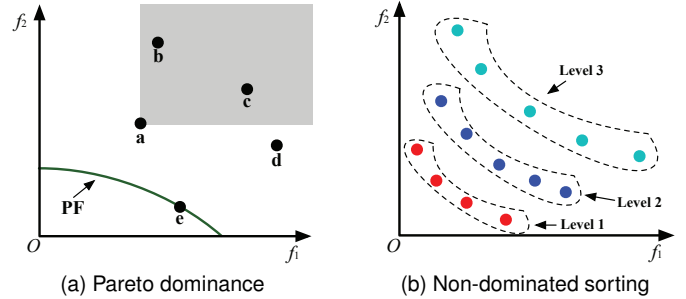 f2
b
c
a
d
PF
e
O
f1
(a) Pareto dominance
f2
Level 3
Level 2
Level 1
O
f1
(b) Non-dominated sorting